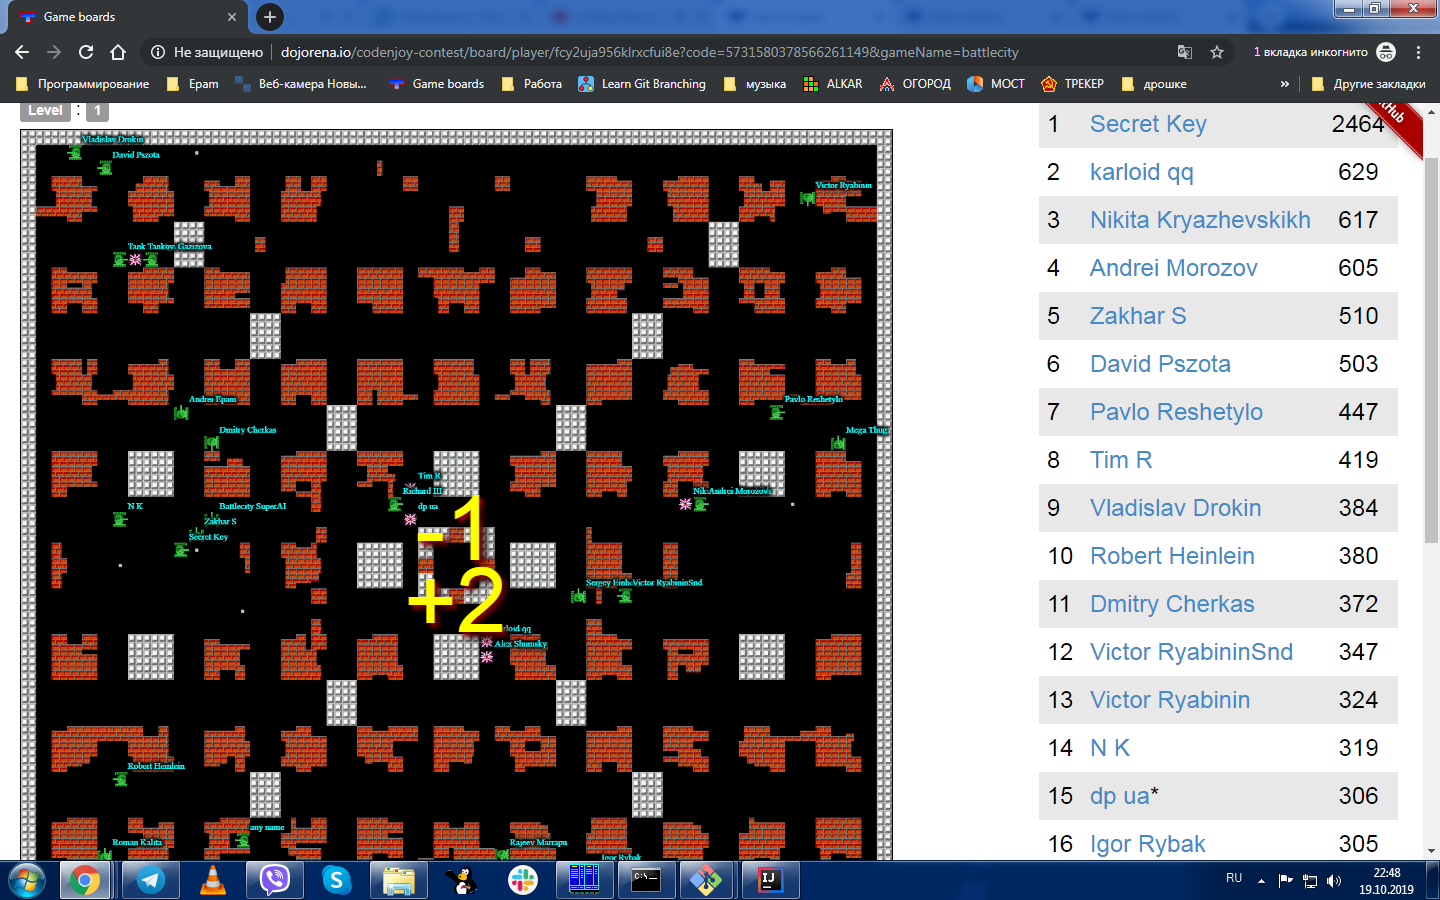 Game boards
Не защищено
dojorena.io/codenjoy-contest/board/player/fcy2uja956klrxcfui8e?code=5731580378566261149&gameName=battlecity
1 вкладка инкогнито
Программирование
Epam
Веб-камера Новы...
Game boards
Работа
Learn Git Branching
музыка
ALKAR
ОГОРОД
МОСТ
ТРЕКЕР
дрошке
»
Другие закладки
Level : 1
Vladislav Drokin
David Pszota
Victor Ryabinin
Tank Tankovi Gazizova
Andrei Epam
Pavlo Reshetylo
Dmitry Cherkas
Mega Thug
Tim R
Richard III
Andrei Morozov
N K
Battlecity SuperAI
dp ua
Zakhar S
Secret Key
-1
Victor RyabininSnd
+2
qq
Alex Shumsky
Robert Heinlein
any name
Roman Kalita
Rajeev Marrapu
Igor Rybak
1 Secret Key 2464
2 karloid qq 629
3 Nikita Kryazhevskikh 617
4 Andrei Morozov 605
5 Zakhar S 510
6 David Pszota 503
7 Pavlo Reshetylo 447
8 Tim R 419
9 Vladislav Drokin 384
10 Robert Heinlein 380
11 Dmitry Cherkas 372
12 Victor RyabininSnd 347
13 Victor Ryabinin 324
14 N K 319
15 dp ua* 306
16 Igor Rybak 305
RU
22:48
19.10.2019